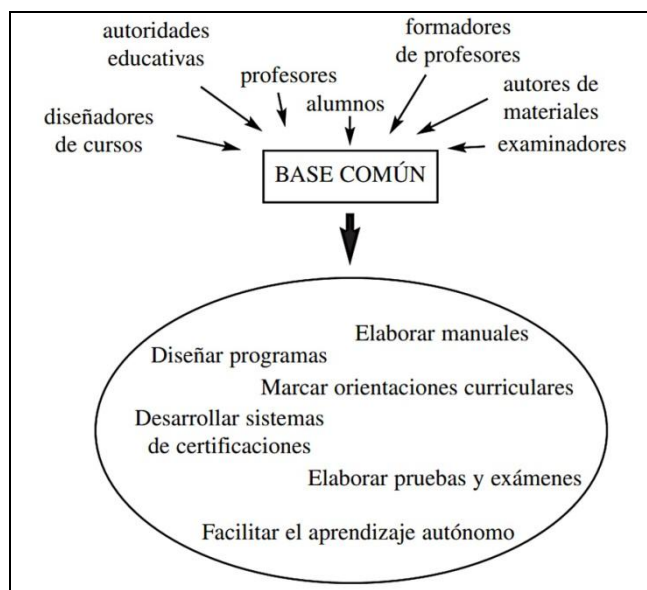 autoridades
educativas
profesores
alumnos
formadores
de profesores
autores de
materiales
diseñadores
de cursos
examinadores
BASE COMÚN
Elaborar manuales
Diseñar programas
Marcar orientaciones curriculares
Desarrollar sistemas
de certificaciones
Elaborar pruebas y exámenes
Facilitar el aprendizaje autónomo